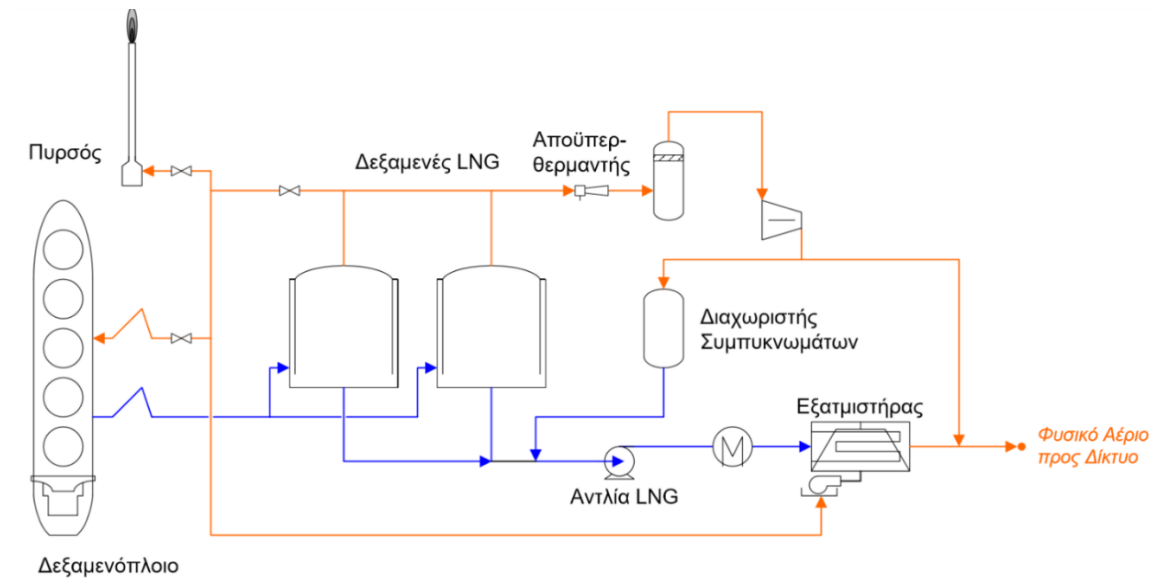 Πυρσός
Δεξαμενές LNG
Αποϋπερ-
θερμαντής
Διαχωριστής
Συμπυκνωμάτων
Εξατμιστήρας
Φυσικό Αέριο
προς Δίκτυο
M
Αντλία LNG
Δεξαμενόπλοιο